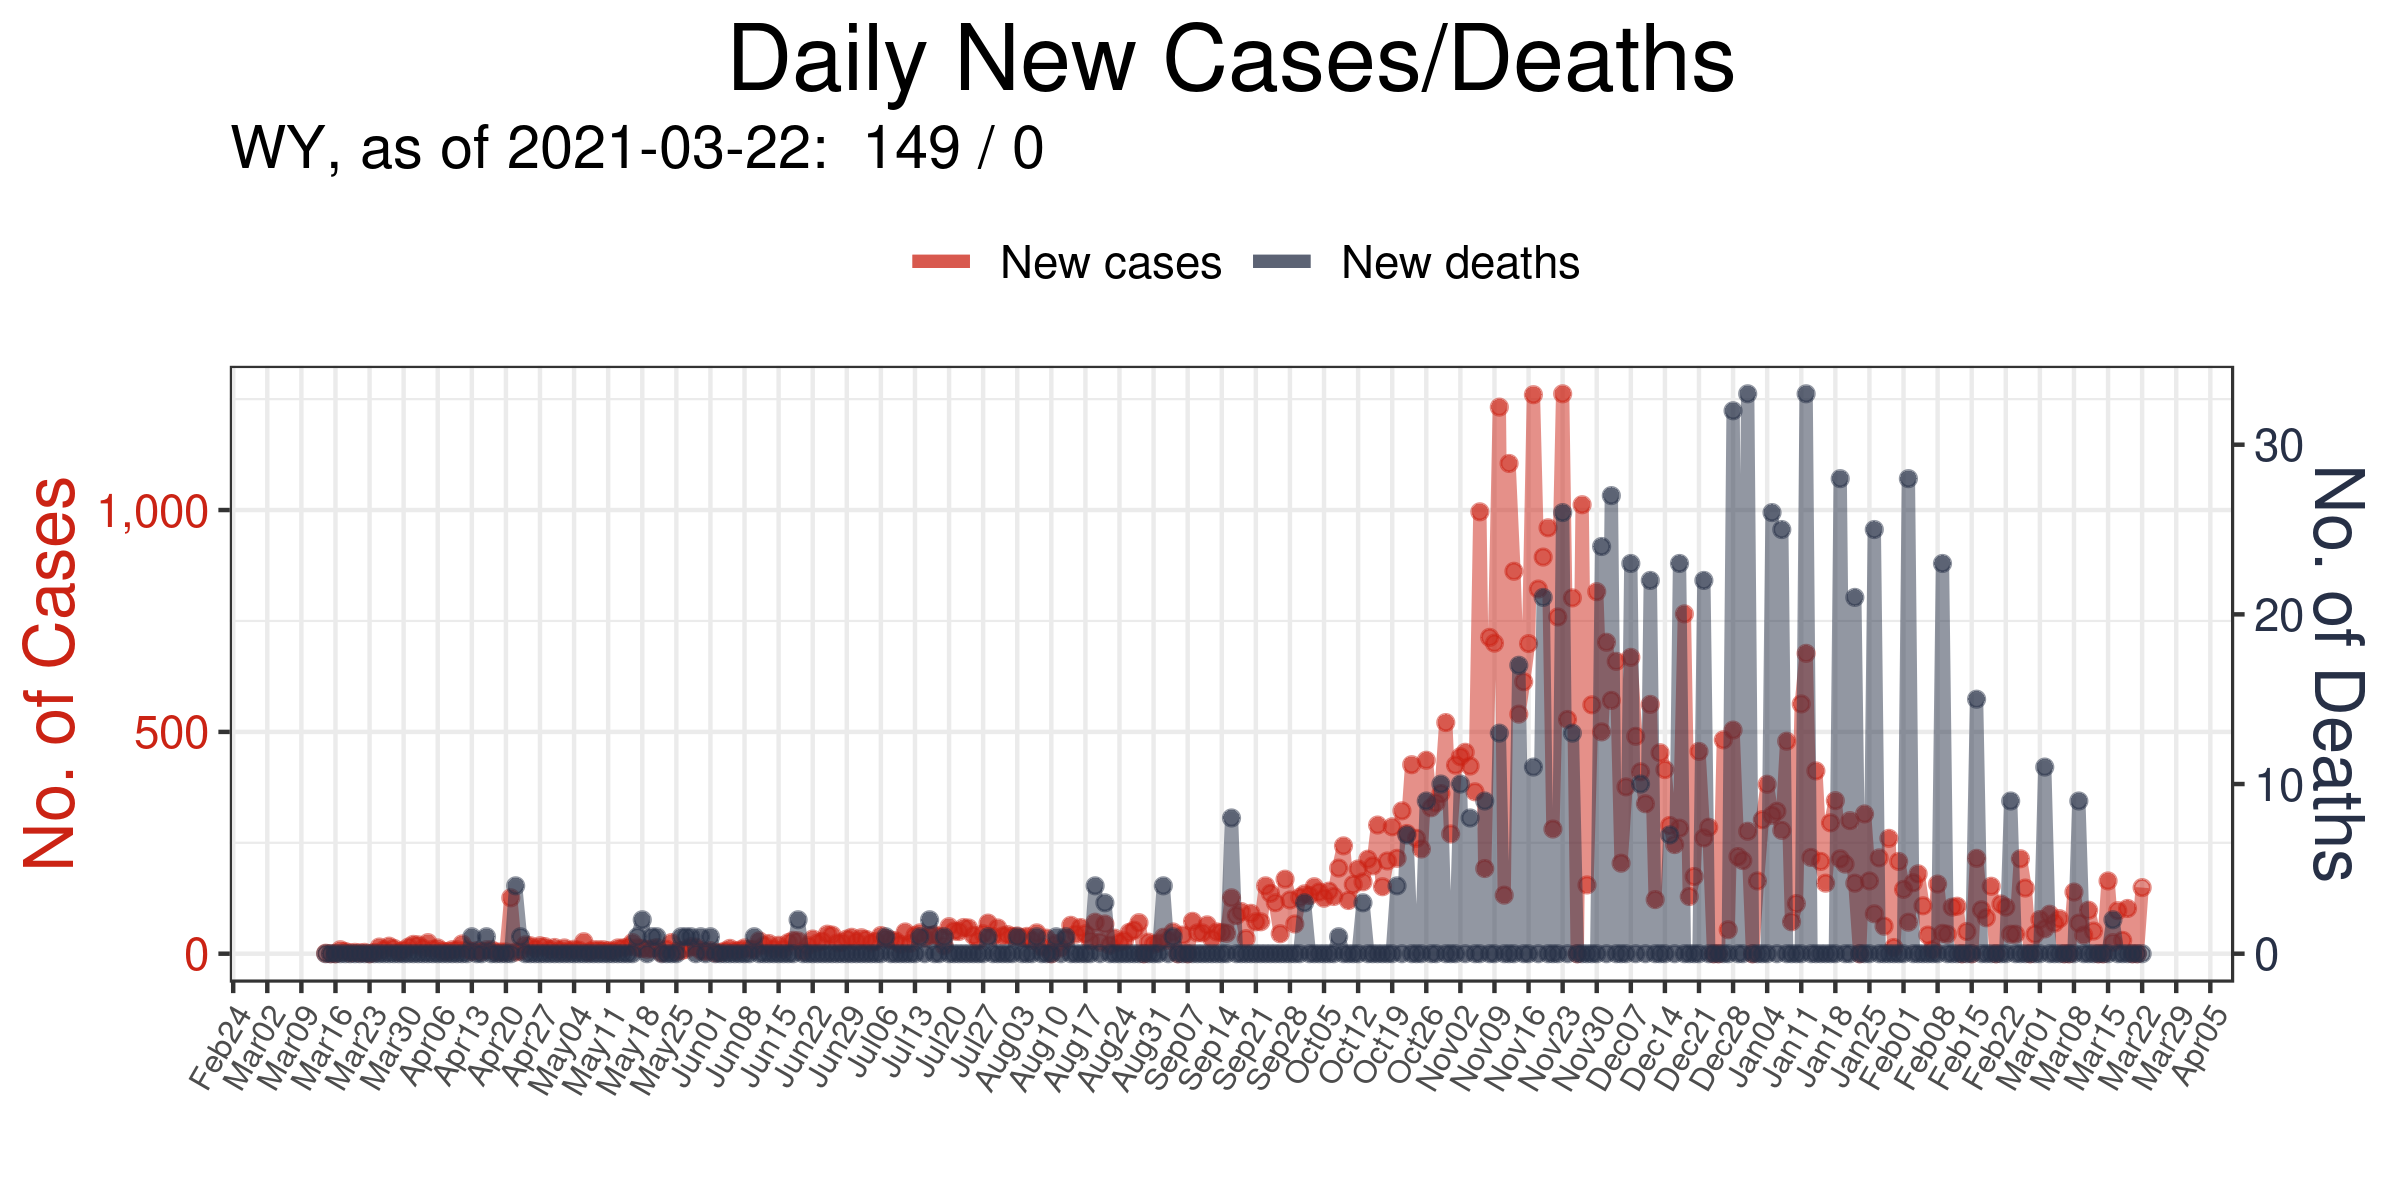 Daily New Cases/Deaths
WY, as of 2021-03-22:  149 / 0
New cases
New deaths
No. of Cases
1,000
500
0
30
20
10
0
No. of Deaths
Feb24
Mar02
Mar09
Mar16
Mar23
Mar30
Apr06
Apr13
Apr20
Apr27
May04
May11
May18
May25
Jun01
Jun08
Jun15
Jun22
Jun29
Jul06
Jul13
Jul20
Jul27
Aug03
Aug10
Aug17
Aug24
Aug31
Sep07
Sep14
Sep21
Sep28
Oct05
Oct12
Oct19
Oct26
Nov02
Nov09
Nov16
Nov23
Nov30
Dec07
Dec14
Dec21
Dec28
Jan04
Jan11
Jan18
Jan25
Feb01
Feb08
Feb15
Feb22
Mar01
Mar08
Mar15
Mar22
Mar29
Apr05